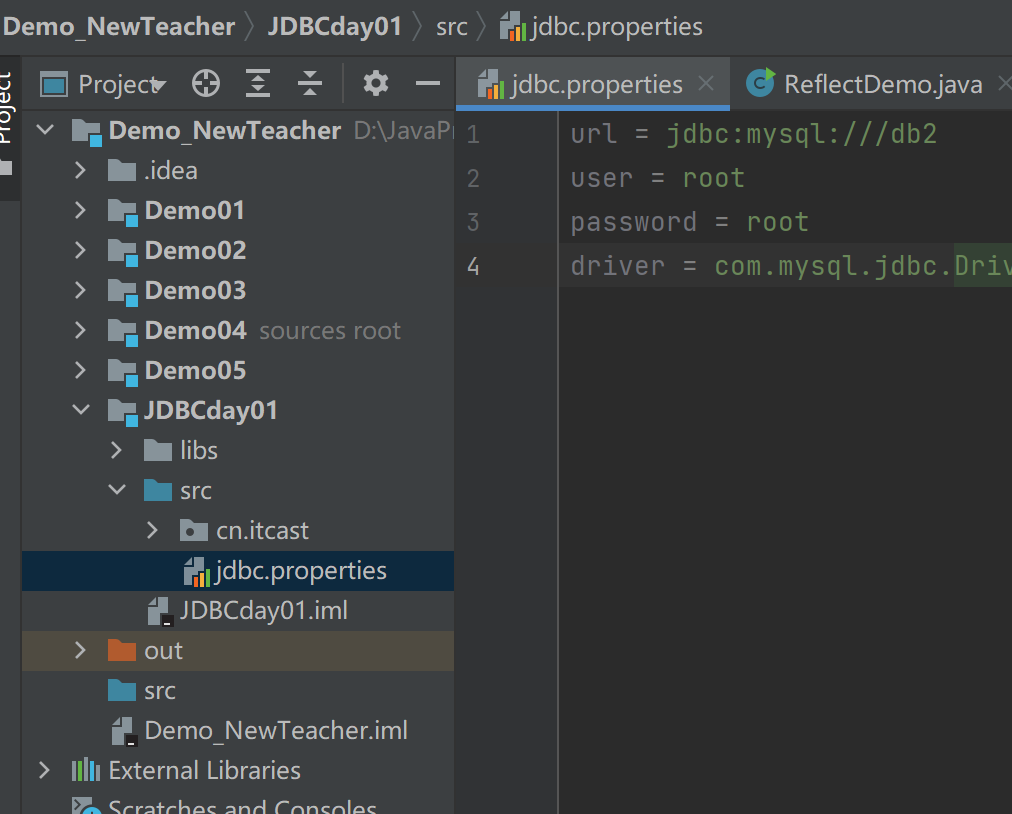 Demo_NewTeacher JDBCday01 src jdbc.properties
Project
Project
jdbc.properties ReflectDemo.java
Demo_NewTeacher D:\JavaPr
.idea
Demo01
Demo02
Demo03
Demo04 sources root
Demo05
JDBCday01
libs
src
cn.itcast
jdbc.properties
JDBCday01.iml
out
src
Demo_NewTeacher.iml
External Libraries
Scratches and Consoles
1 url = jdbc:mysql:///db2
2 user = root
3 password = root
4 driver = com.mysql.jdbc.Driv